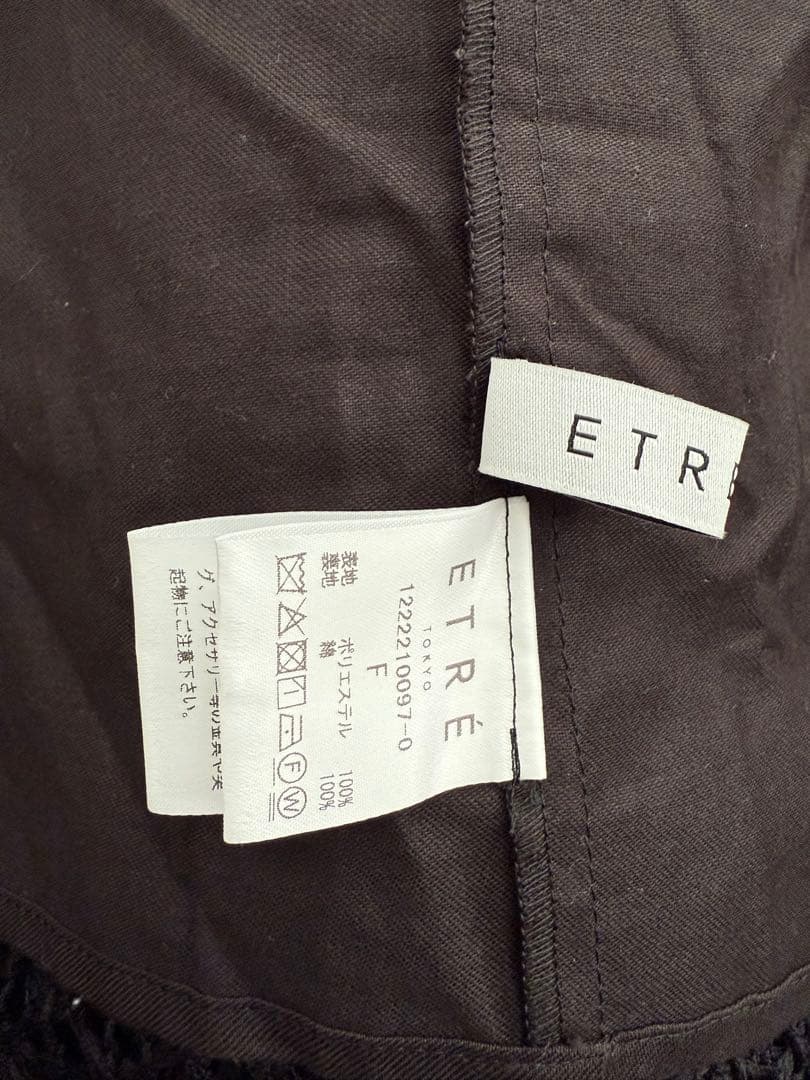 ETR
ETRÉ
TOKYO
1222210097-0
F
表地 ポリエステル 100%
裏地 綿 100%
F W
グ、アクセサリー等の金具や突
起物にご注意下さい。